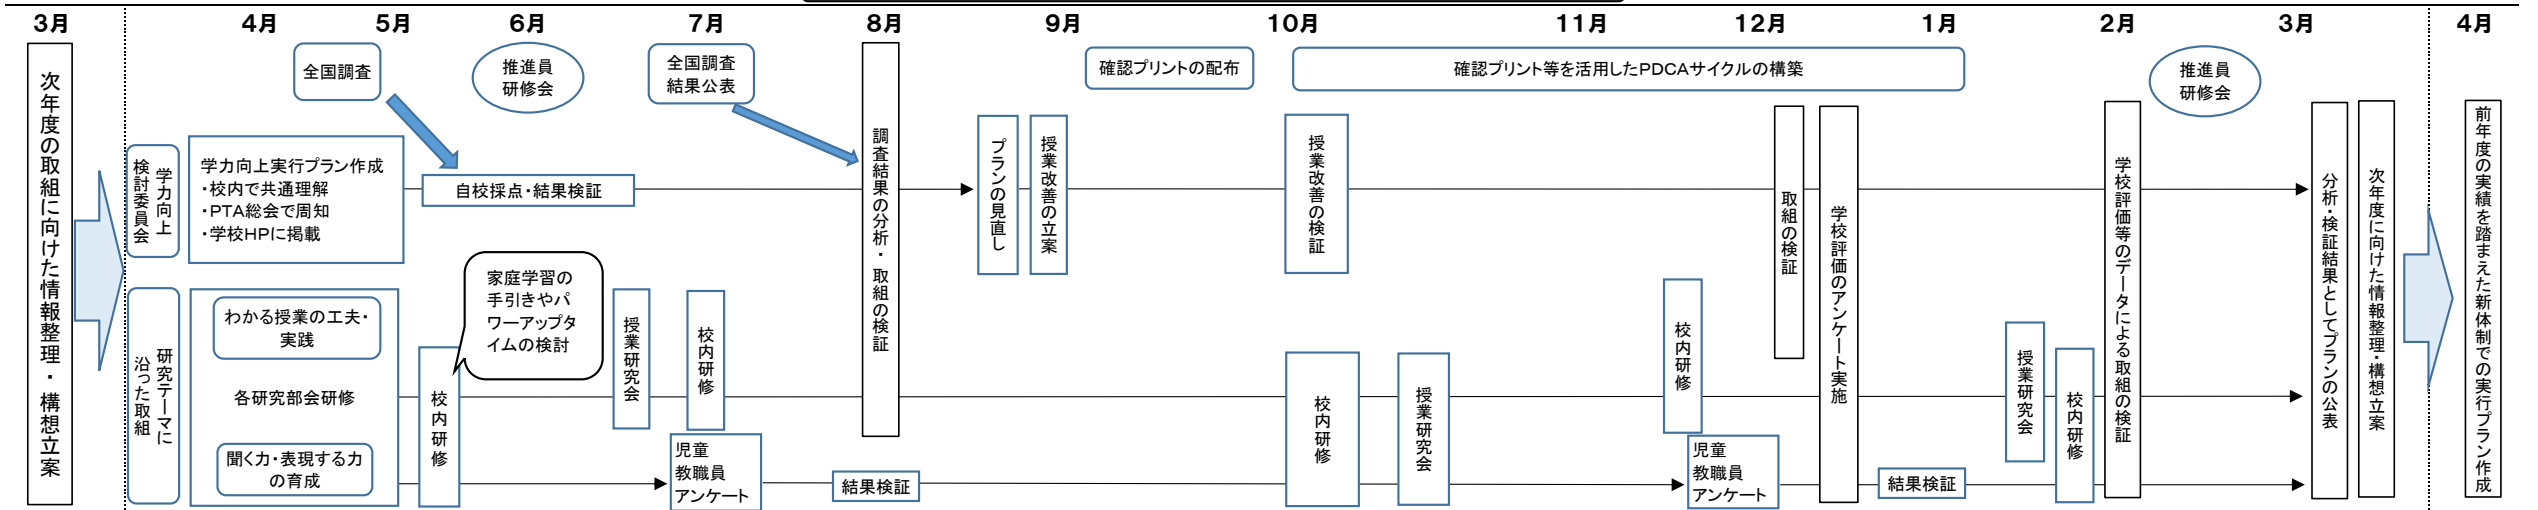 3月
4月
5月
6月
7月
8月
9月
10月
11月
12月
1月
2月
3月
4月
全国調査
推進員
研修会
全国調査
結果公表
確認プリントの配布
確認プリント等を活用したPDCAサイクルの構築
推進員
研修会
次年度の取組に向けた情報整理・構想立案
学力向上
検討委員会
学力向上実行プラン作成
・校内で共通理解
・PTA総会で周知
・学校HPに掲載
自校採点・結果検証
調査結果の分析・取組の検証
プランの見直し
授業改善の立案
授業改善の検証
取組の検証
学校評価のアンケート実施
学校評価等のデータによる取組の検証
分析・検証結果としてプランの公表
次年度に向けた情報整理・構想立案
前年度の実績を踏まえた新体制での実行プラン作成
研究テーマに
沿った取組
わかる授業の工夫・
実践
各研究部会研修
聞く力・表現する力
の育成
校内研修
家庭学習の
手引きやパ
ワーアップタ
イムの検討
授業研究会
校内研修
児童
教職員
アンケート
結果検証
校内研修
授業研究会
校内研修
児童
教職員
アンケート
結果検証
授業研究会
校内研修